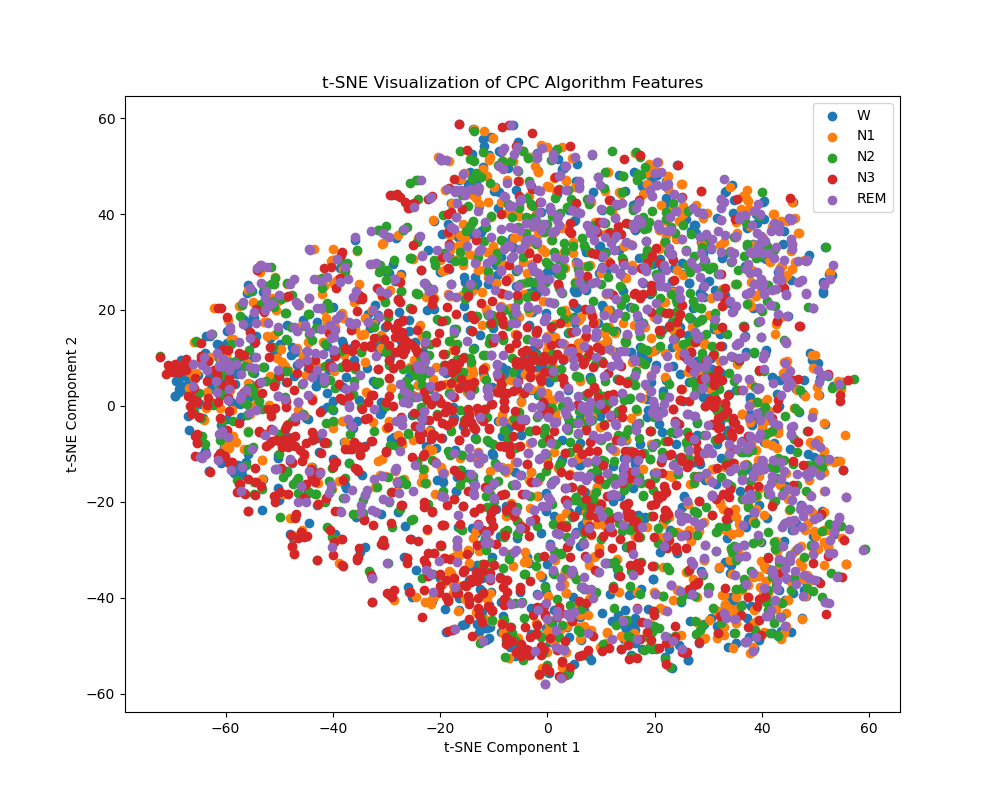 t-SNE Visualization of CPC Algorithm Features
W
N1
N2
N3
REM
60
40
20
0
−20
−40
−60
t-SNE Component 2
−60 −40 −20 0 20 40 60
t-SNE Component 1